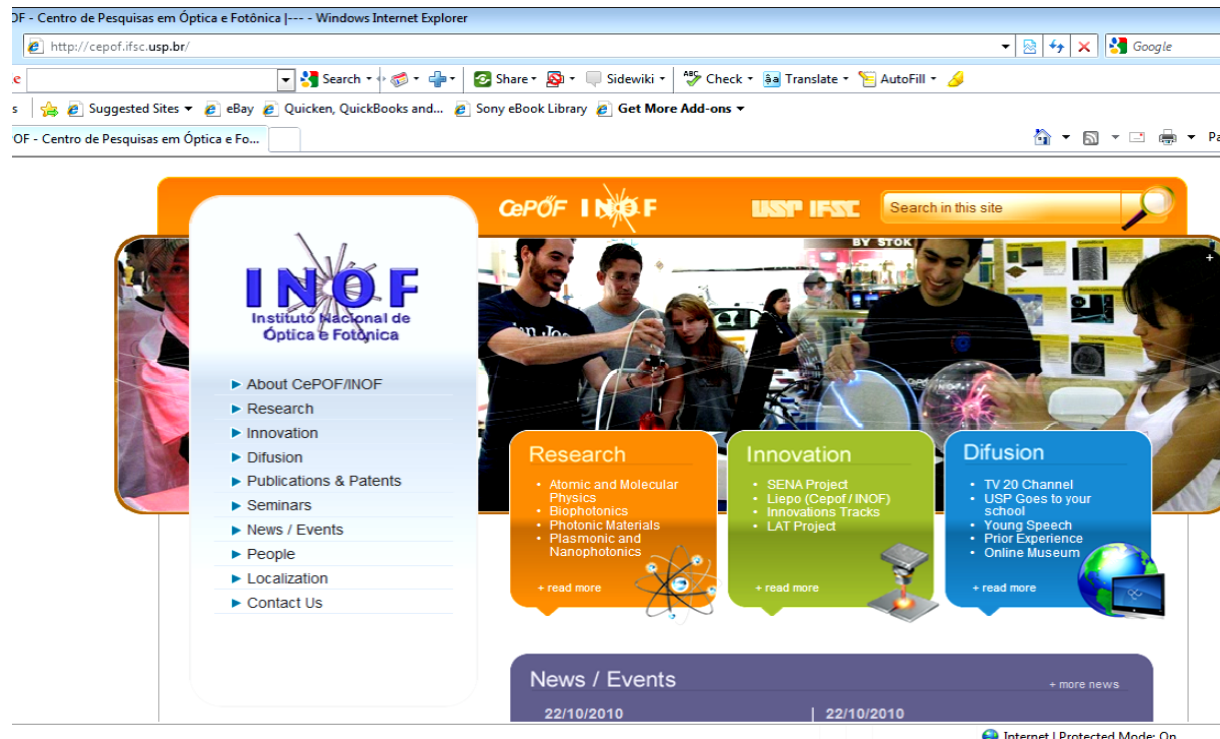 OF - Centro de Pesquisas em Óptica e Fotônica |--- - Windows Internet Explorer
http://cepof.ifsc.usp.br/
Google
Search
Share
Sidewiki
Check
Translate
AutoFill
Suggested Sites
eBay
Quicken, QuickBooks and...
Sony eBook Library
Get More Add-ons
OF - Centro de Pesquisas em Óptica e Fo...
CePOF INOF
USP IFSC
Search in this site
BY STOK
INOF
Instituto Nacional de
Óptica e Fotônica
About CePOF/INOF
Research
Innovation
Difusion
Publications & Patents
Seminars
News / Events
People
Localization
Contact Us
Research
• Atomic and Molecular
Physics
• Biophotonics
• Photonic Materials
• Plasmonic and
Nanophotonics
+ read more
Innovation
• SENA Project
• Liepo (Cepof / INOF)
• Innovations Tracks
• LAT Project
+ read more
Difusion
• TV 20 Channel
• USP Goes to your
school
• Young Speech
• Prior Experience
• Online Museum
+ read more
News / Events
+ more news
22/10/2010 | 22/10/2010
Internet | Protected Mode: On